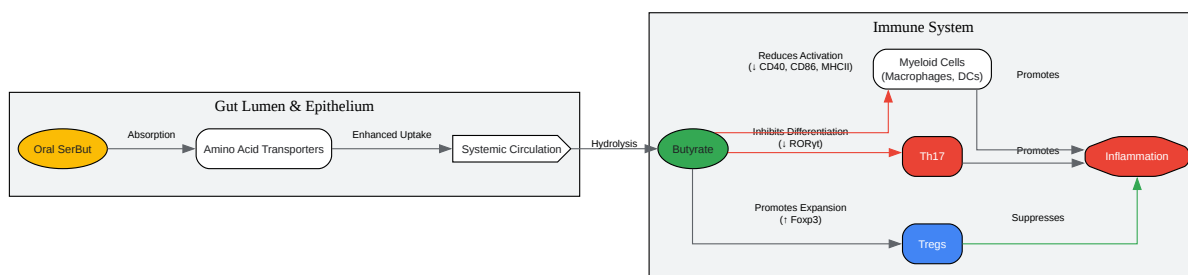 Immune System
Reduces Activation
(↓ CD40, CD86, MHCII)
Myeloid Cells
(Macrophages, DCs)
Promotes
Gut Lumen & Epithelium
Oral SerBut
Absorption
Amino Acid Transporters
Enhanced Uptake
Systemic Circulation
Hydrolysis
Butyrate
Inhibits Differentiation
(↓ RORγt)
Th17
Promotes
Inflammation
Promotes Expansion
(↑ Foxp3)
Tregs
Suppresses